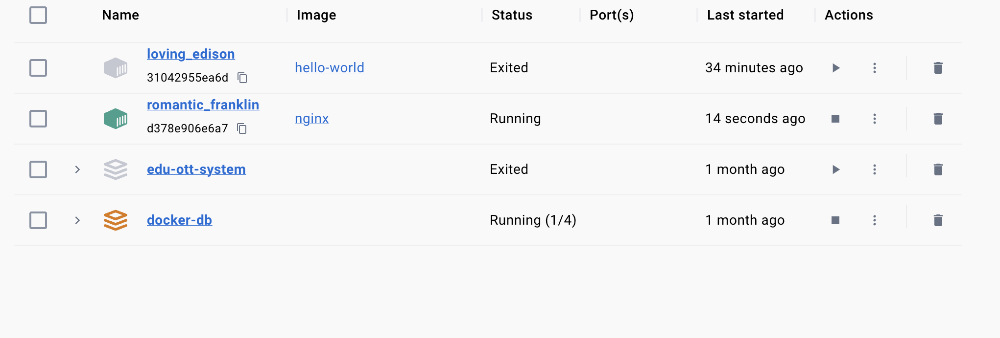 Name Image Status Port(s) Last started Actions
loving_edison
31042955ea6d
hello-world Exited 34 minutes ago
romantic_franklin
d378e906e6a7
nginx Running 14 seconds ago
edu-ott-system Exited 1 month ago
docker-db Running (1/4) 1 month ago